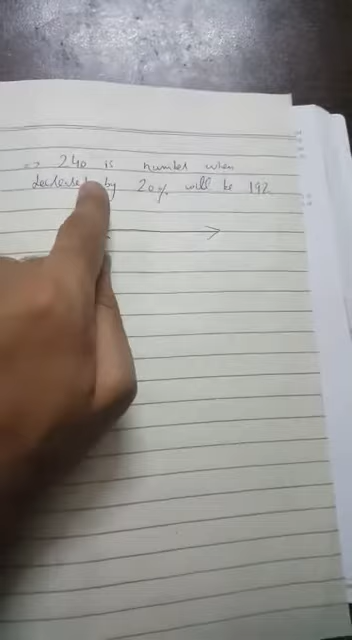 => 240 is number when
decreased by 20% will be 192